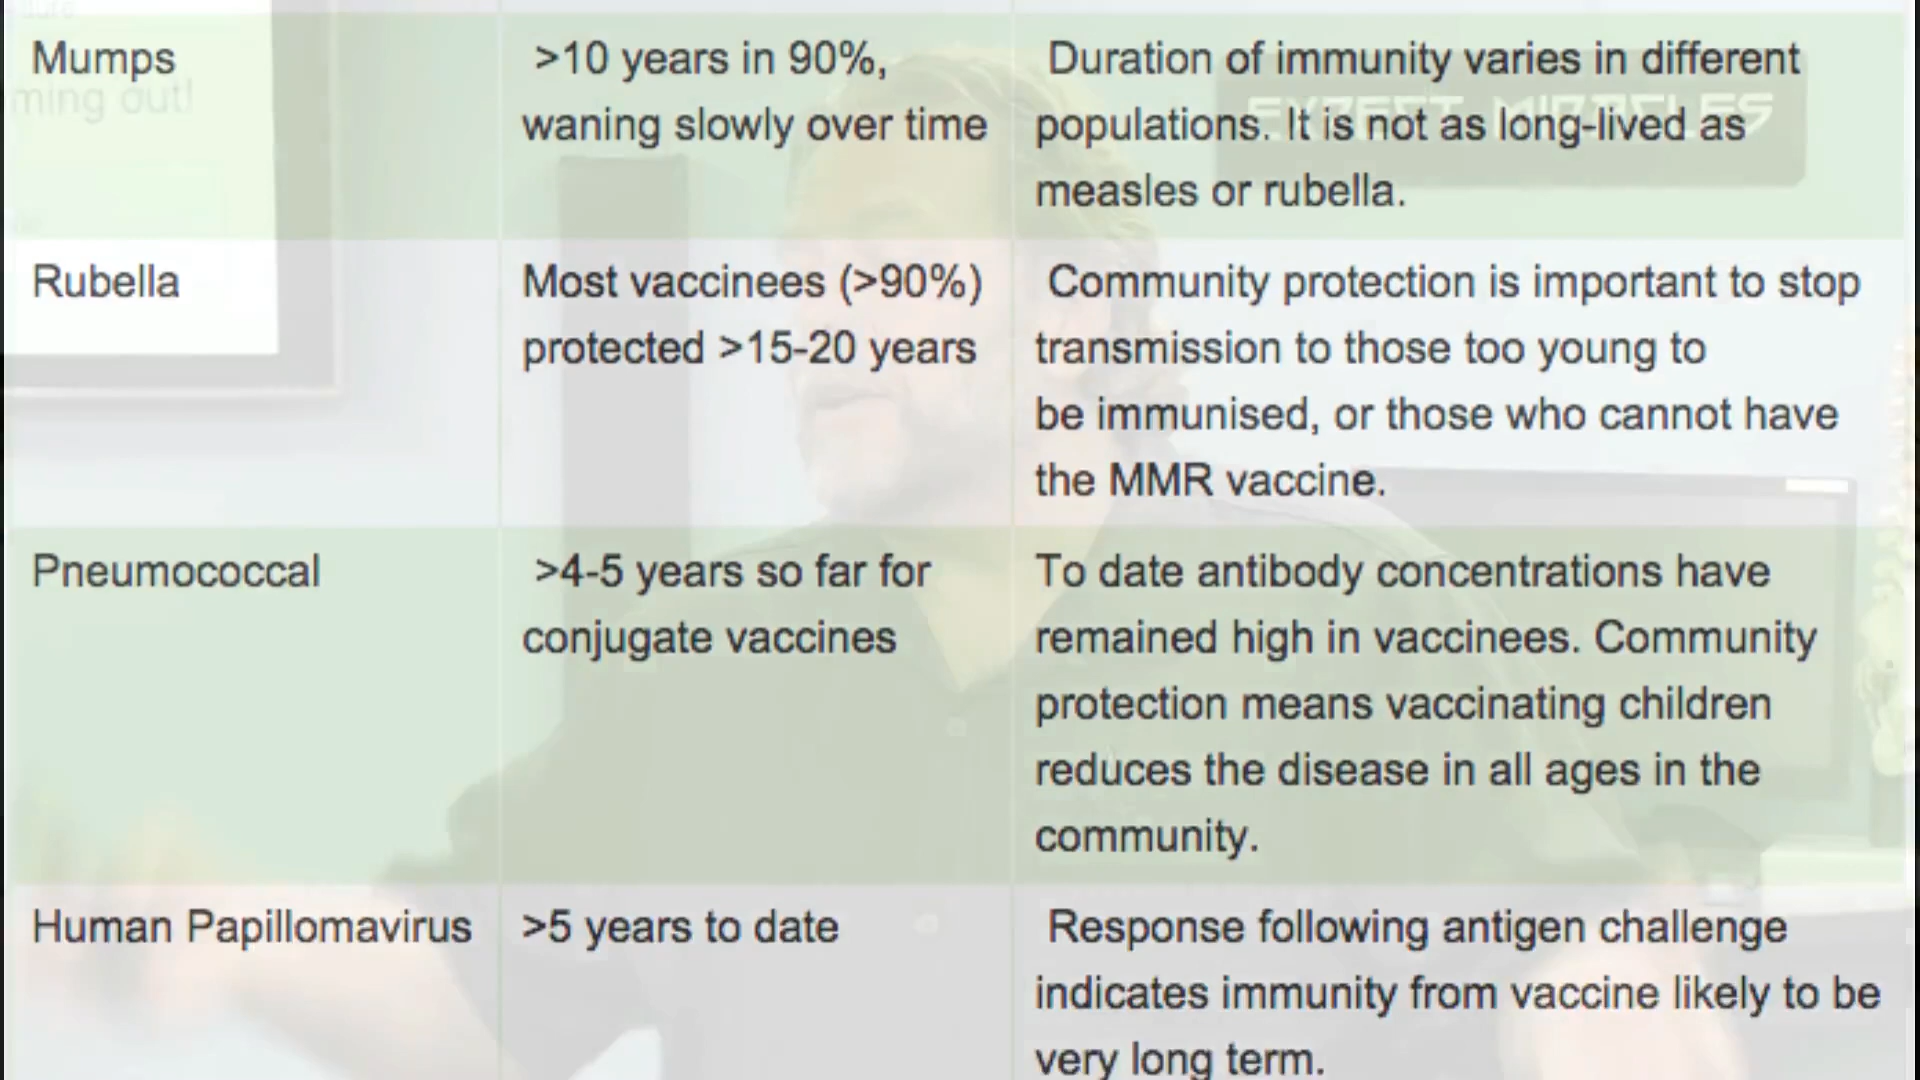 ming out!
EXPECT MIRACLES
Mumps
>10 years in 90%,
waning slowly over time
Duration of immunity varies in different
populations. It is not as long-lived as
measles or rubella.
Rubella
Most vaccinees (>90%)
protected >15-20 years
Community protection is important to stop
transmission to those too young to
be immunised, or those who cannot have
the MMR vaccine.
Pneumococcal
>4-5 years so far for
conjugate vaccines
To date antibody concentrations have
remained high in vaccinees. Community
protection means vaccinating children
reduces the disease in all ages in the
community.
Human Papillomavirus
>5 years to date
Response following antigen challenge
indicates immunity from vaccine likely to be
very long term.